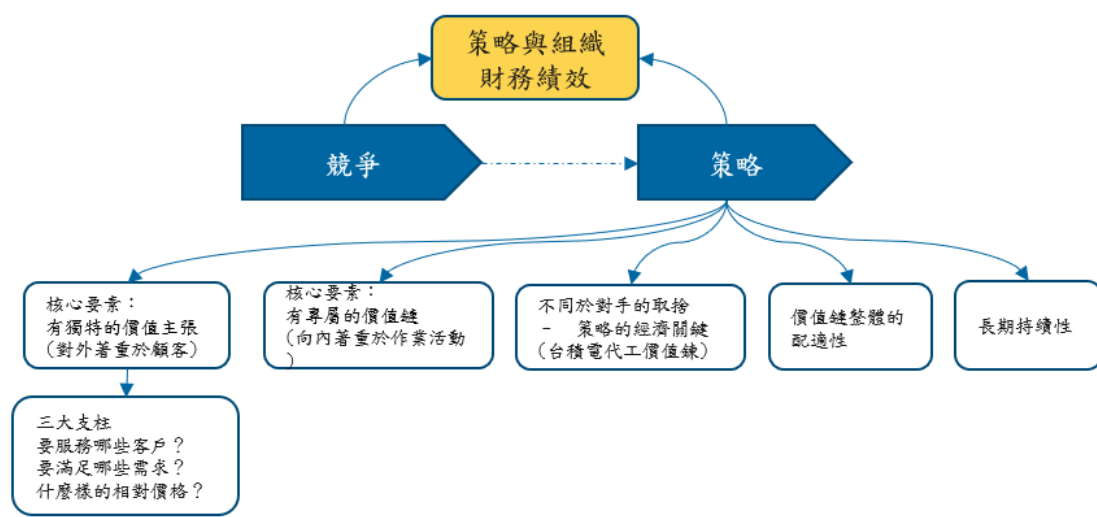 策略與組織
財務績效
競爭
策略
核心要素：
有獨特的價值主張
(對外著重於顧客)
核心要素：
有專屬的價值鏈
(向內著重於作業活動
)
不同於對手的取捨
- 策略的經濟關鍵
(台積電代工價值鍊)
價值鏈整體的
配適性
長期持續性
三大支柱
要服務哪些客戶？
要滿足哪些需求？
什麼樣的相對價格？